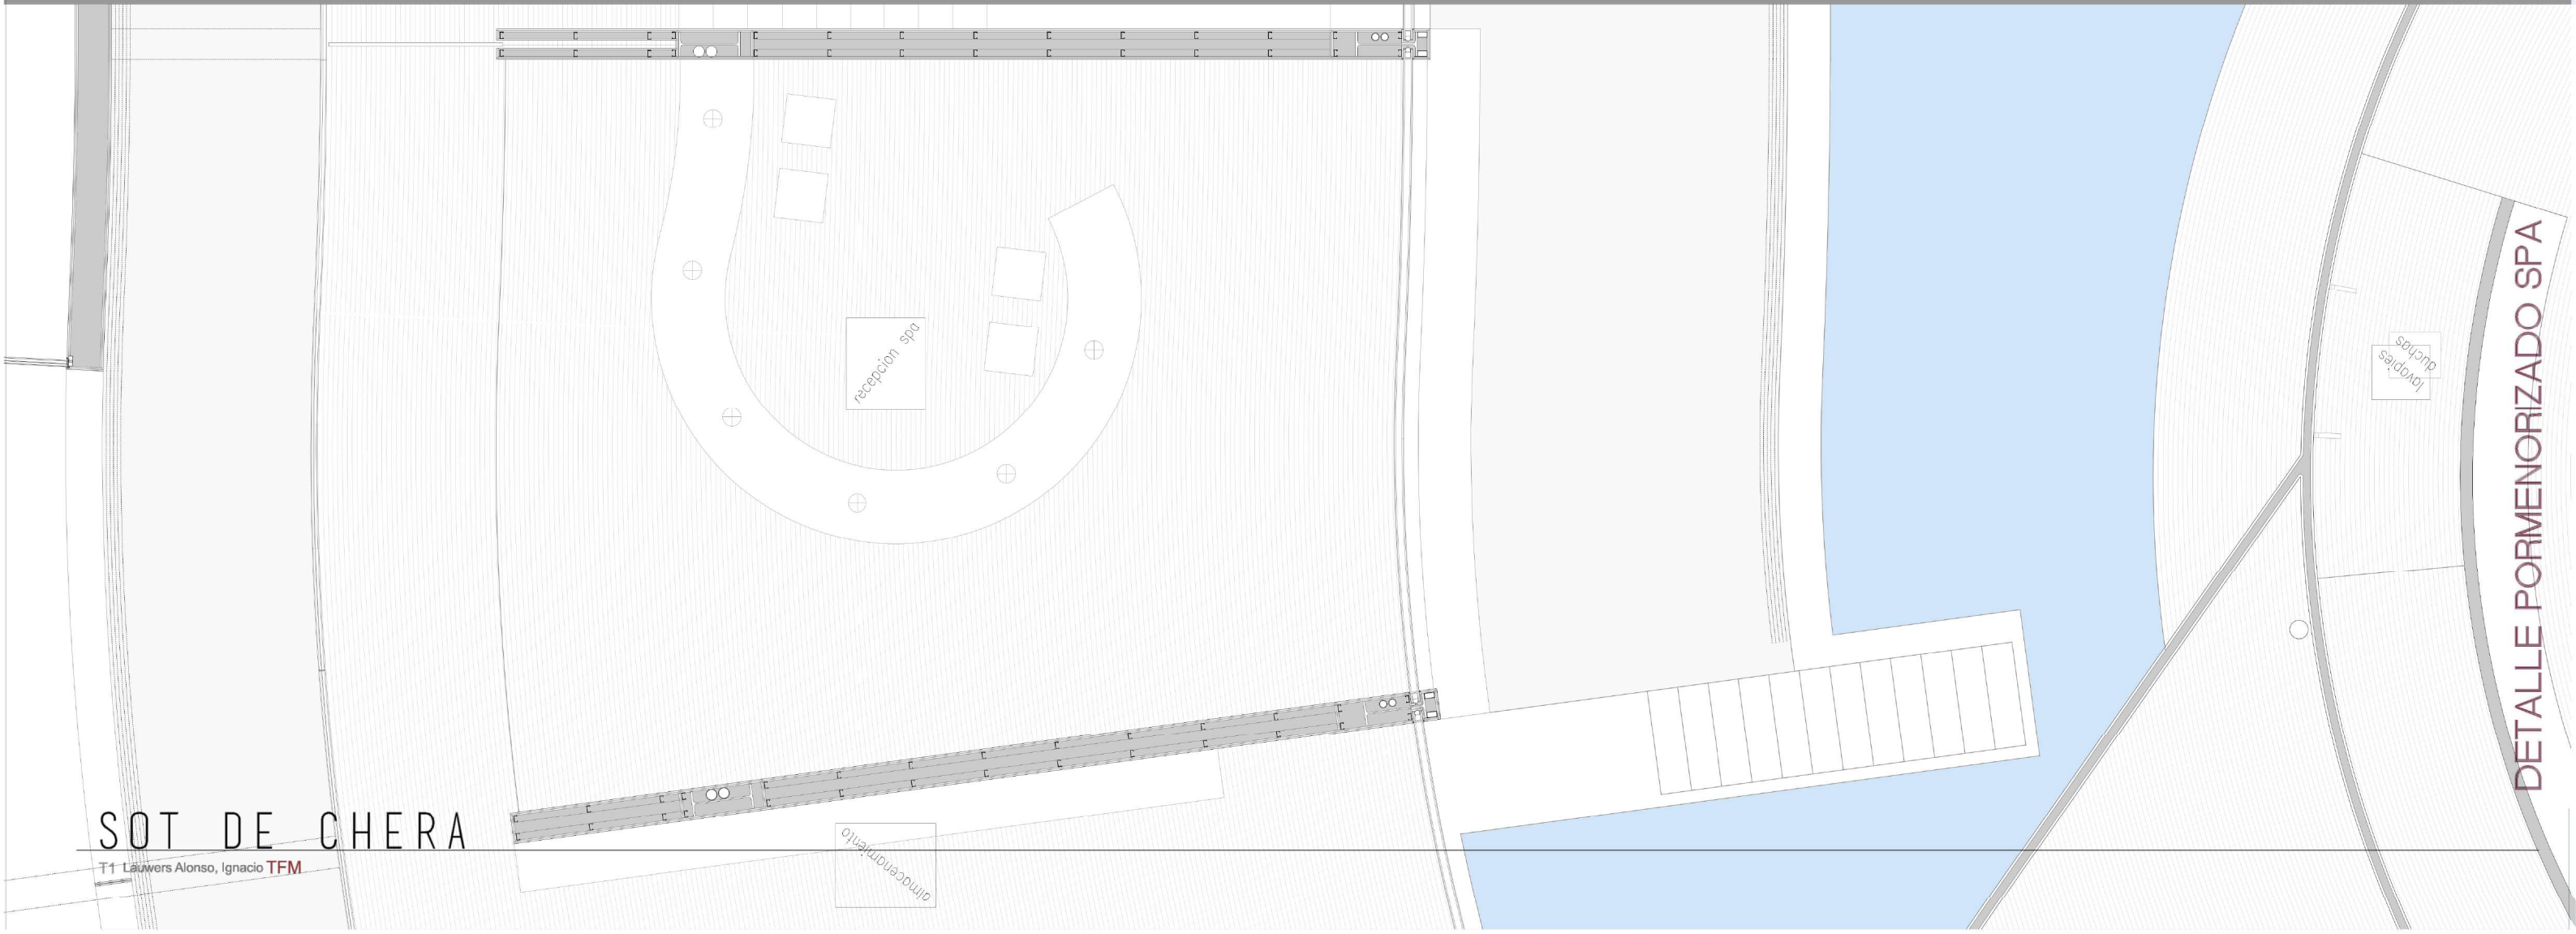 recepcion spa
duchas
lavapies
DETALLE PORMENORIZADO SPA
almacenamiento
SOT DE CHERA
T1 Lauwers Alonso, Ignacio TFM